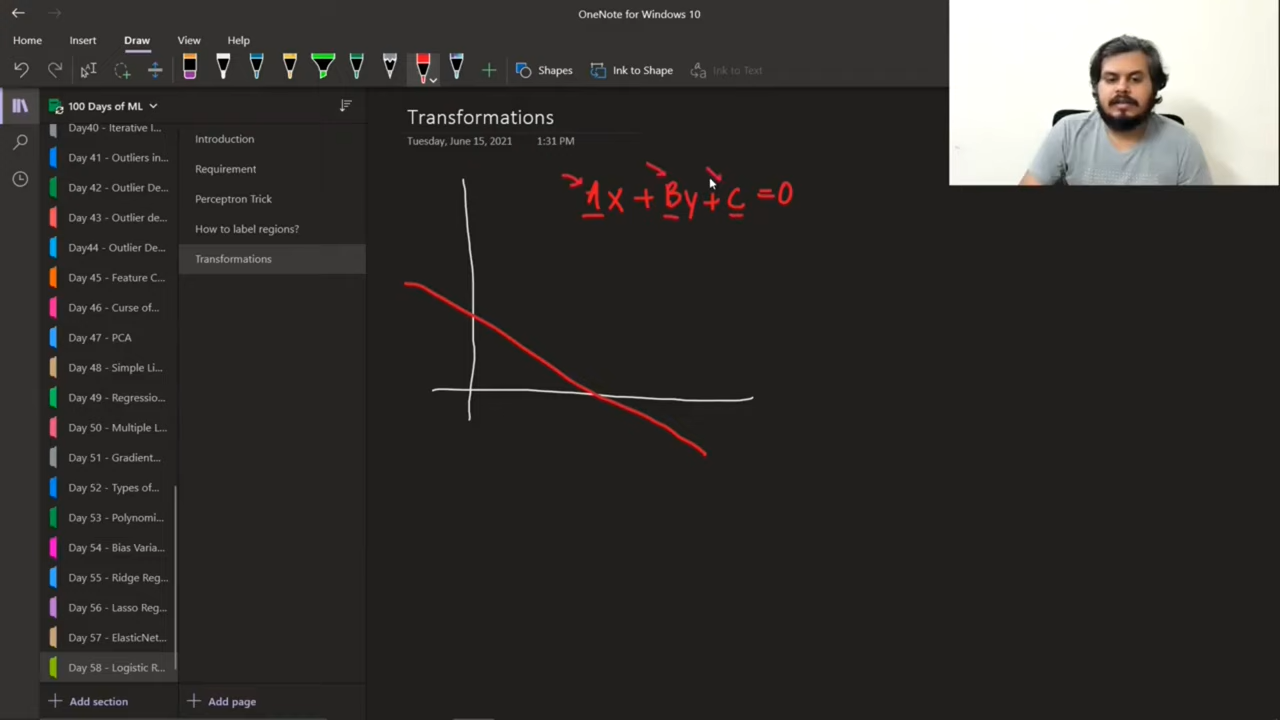 OneNote for Windows 10
Home Insert Draw View Help
Shapes Ink to Shape Ink to Text
100 Days of ML
Day40 - Iterative I...
Day 41 - Outliers in...
Day 42 - Outlier De...
Day 43 - Outlier det...
Day44 - Outlier De...
Day 45 - Feature C...
Day 46 - Curse of...
Day 47 - PCA
Day 48 - Simple Li...
Day 49 - Regressio...
Day 50 - Multiple L...
Day 51 - Gradient...
Day 52 - Types of...
Day 53 - Polynomi...
Day 54 - Bias Varia...
Day 55 - Ridge Reg...
Day 56 - Lasso Reg...
Day 57 - ElasticNet...
Day 58 - Logistic R...
Add section
Introduction
Requirement
Perceptron Trick
How to label regions?
Transformations
Add page
Transformations
Tuesday, June 15, 2021 1:31 PM
Ax + By + C = 0